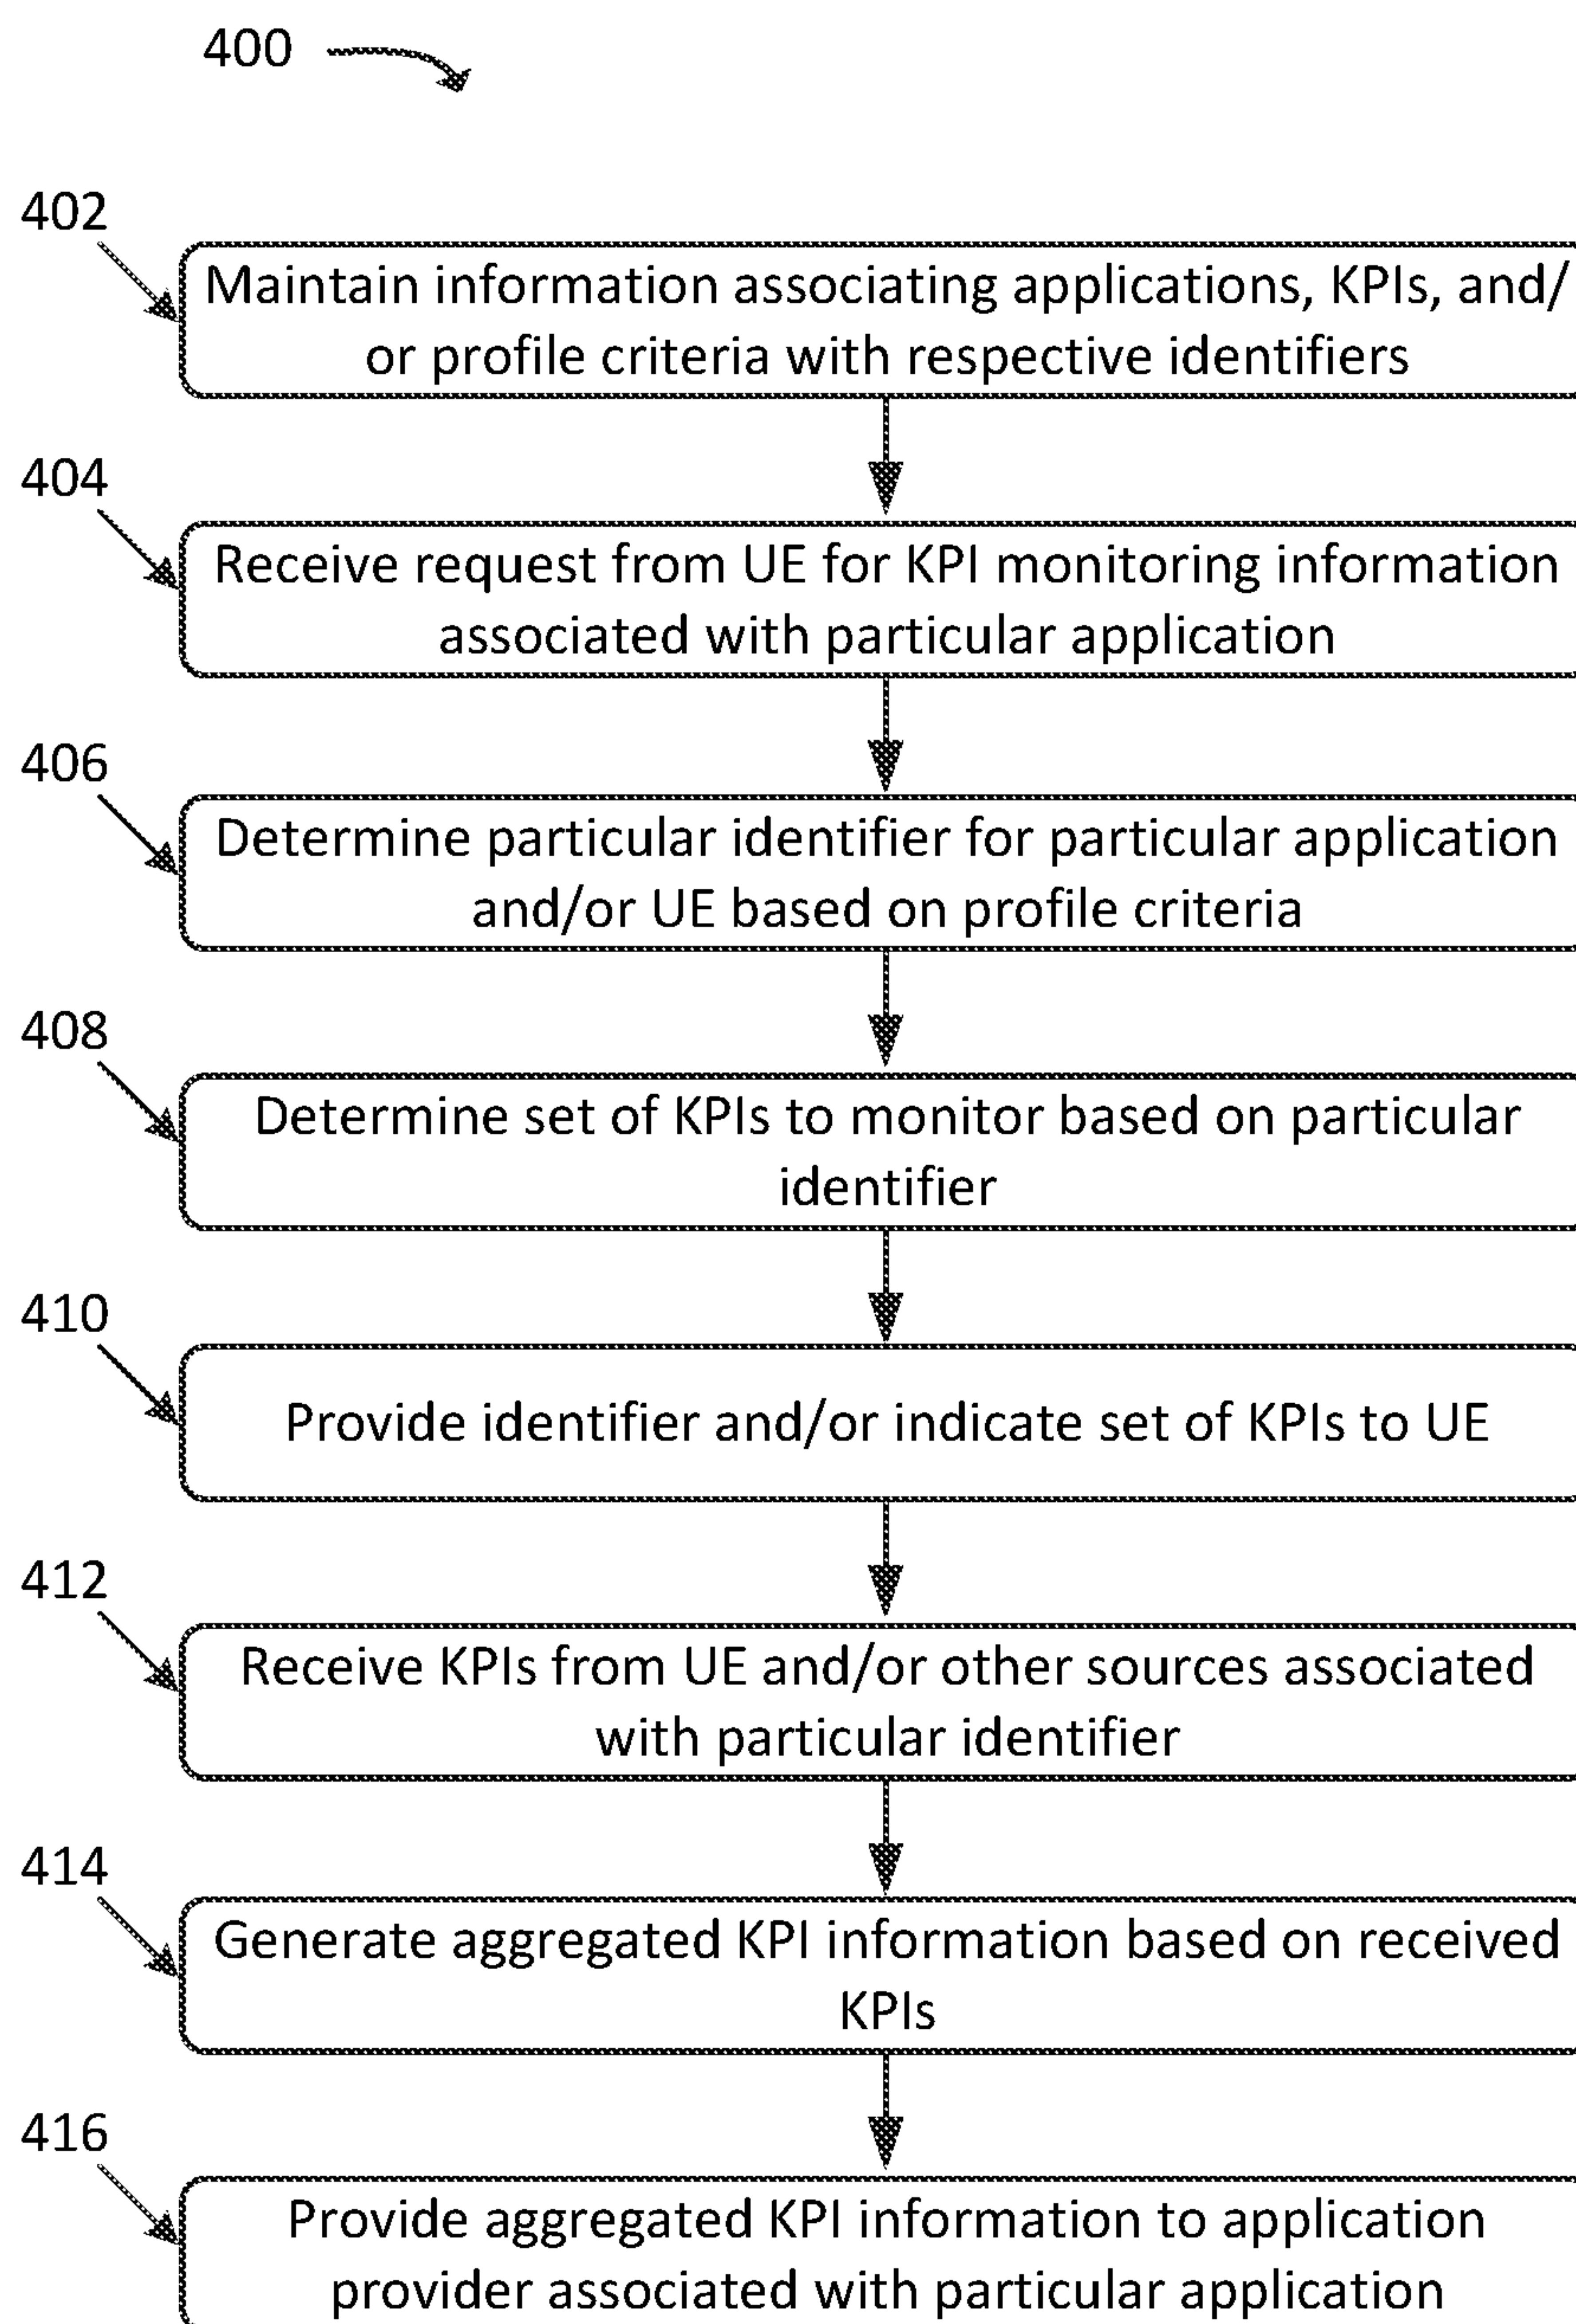 400
402
Maintain information associating applications, KPIs, and/
or profile criteria with respective identifiers
404
Receive request from UE for KPI monitoring information
associated with particular application
406
Determine particular identifier for particular application
and/or UE based on profile criteria
408
Determine set of KPIs to monitor based on particular
identifier
410
Provide identifier and/or indicate set of KPIs to UE
412
Receive KPIs from UE and/or other sources associated
with particular identifier
414
Generate aggregated KPI information based on received
KPIs
416
Provide aggregated KPI information to application
provider associated with particular application